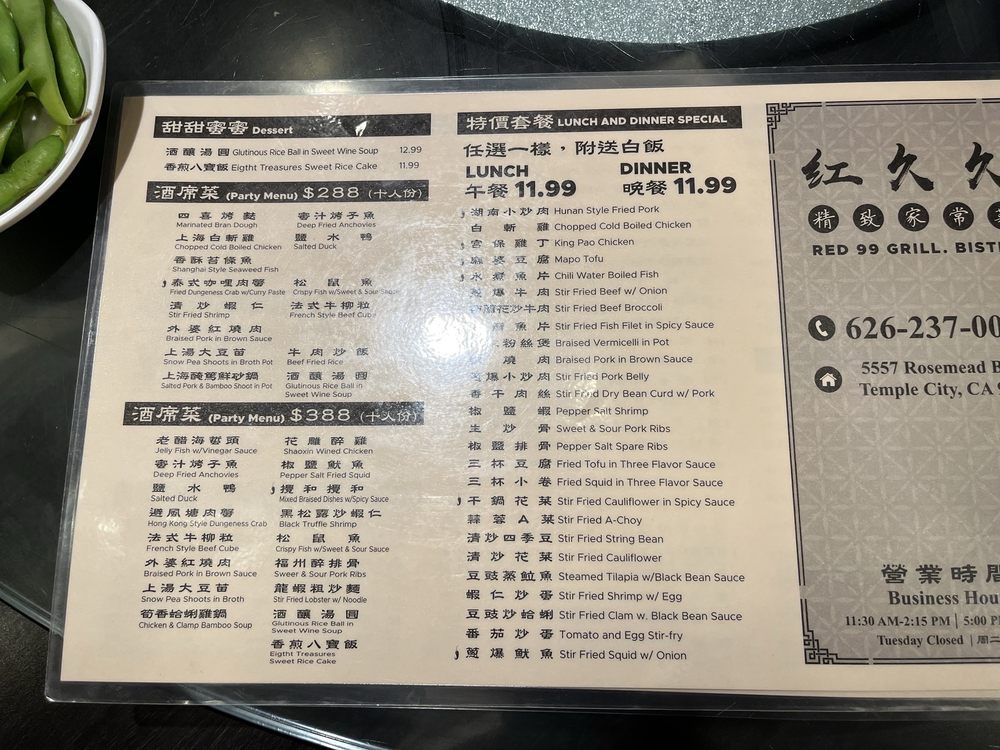 甜甜蜜蜜 Dessert
酒釀湯圓 Glutinous Rice Ball in Sweet Wine Soup 12.99
香煎八寶飯 Eight Treasures Sweet Rice Cake 11.99
酒席菜 (Party Menu) $288 (十人份)
四喜烤麩 蜜汁烤子魚
Marinated Bran Dough Deep Fried Anchovies
上海白斬雞 鹽水鴨
Chopped Cold Boiled Chicken Salted Duck
香酥苔條魚
Shanghai Style Seaweed Fish
泰式咖哩肉蟹 松鼠魚
Fried Dungeness Crab w/Curry Paste Crispy Fish w/Sweet & Sour Sauce
清炒蝦仁 法式牛柳粒
Stir Fried Shrimp French Style Beef Cube
外婆紅燒肉
Braised Pork in Brown Sauce
上湯大豆苗 牛肉炒飯
Snow Pea Shoots in Broth Pot Beef Fried Rice
上海醃篤鮮砂鍋 酒釀湯圓
Salted Pork & Bamboo Shoot in Pot Glutinous Rice Ball in
Sweet Wine Soup
酒席菜 (Party Menu) $388 (十人份)
老醋海蜇頭 花雕醉雞
Jelly Fish w/Vinegar Sauce Shaoxin Wined Chicken
蜜汁烤子魚 椒鹽魷魚
Deep Fried Anchovies Pepper Salt Fried Squid
鹽水鴨 攪和攪和
Salted Duck Mixed Braised Dishes w/Spicy Sauce
避風塘肉蟹 黑松露炒蝦仁
Hong Kong Style Dungeness Crab Black Truffle Shrimp
法式牛柳粒 松鼠魚
French Style Beef Cube Crispy Fish w/Sweet & Sour Sauce
外婆紅燒肉 福州醉排骨
Braised Pork in Brown Sauce Sweer & Sour Pork Ribs
上湯大豆苗 龍蝦粗炒麵
Snow Pea Shoots in Broth Stir Fried Lobster w/ Noodle
筍香蛤蜊雞鍋 酒釀湯圓
Chicken & Clamp Bamboo Soup Glutinous Rice Ball in
Sweet Wine Soup
香煎八寶飯
Eigtht Treasures
Sweet Rice Cake
特價套餐 LUNCH AND DINNER SPECIAL
任選一樣，附送白飯
LUNCH DINNER
午餐 11.99 晚餐 11.99
湖南小炒肉 Hunan Style Fried Pork
白斬雞 Chopped Cold Boiled Chicken
宮保雞丁 King Pao Chicken
麻婆豆腐 Mapo Tofu
水煮魚片 Chili Water Boiled Fish
爆牛肉 Stir Fried Beef w/ Onion
蘭花炒牛肉 Stir Fried Beef Broccoli
魚片 Stir Fried Fish Filet in Spicy Sauce
粉絲煲 Braised Vermicelli in Pot
燒肉 Braised Pork in Brown Sauce
爆小炒肉 Stir Fried Pork Belly
香干肉絲 Stir Fried Dry Bean Curd w/ Pork
椒鹽蝦 Pepper Salt Shrimp
生炒骨 Sweet & Sour Pork Ribs
椒鹽排骨 Pepper Salt Spare Ribs
三杯豆腐 Fried Tofu in Three Flavor Sauce
三杯小卷 Fried Squid in Three Flavor Sauce
干鍋花菜 Stir Fried Cauliflower in Spicy Sauce
蒜蓉A菜 Stir Fried A-Choy
清炒四季豆 Stir Fried String Bean
清炒花菜 Stir Fried Cauliflower
豆豉蒸鯰魚 Steamed Tilapia w/Black Bean Sauce
蝦仁炒蛋 Stir Fried Shrimp w/ Egg
豆豉炒蛤蜊 Stir Fried Clam w. Black Bean Sauce
番茄炒蛋 Tomato and Egg Stir-fry
蔥爆魷魚 Stir Fried Squid w/ Onion
红久久
精致家常
RED 99 GRILL. BIST
626-237-00
5557 Rosemead B
Temple City, CA
營業時間
Business Hou
11:30 AM-2:15 PM | 5:00 P
Tuesday Closed | 周二